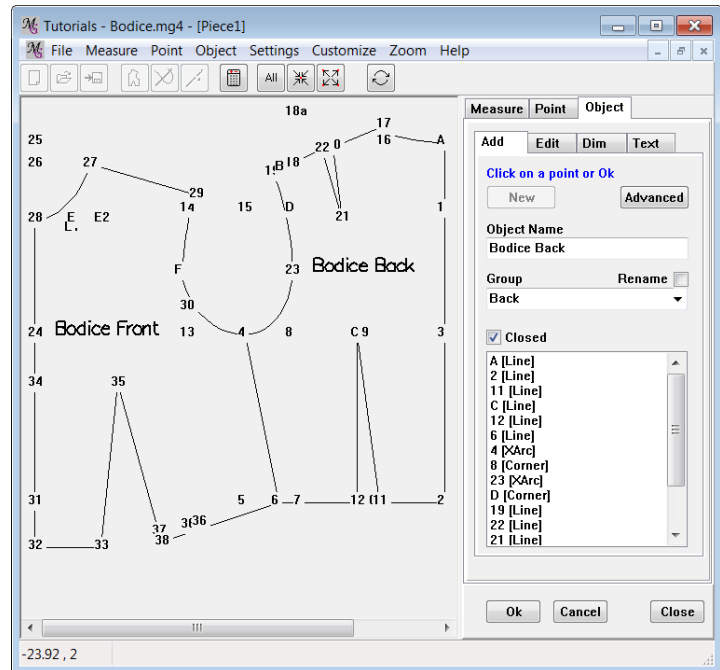 Tutorials - Bodice.mg4 - [Piece1]
File Measure Point Object Settings Customize Zoom Help
All
Measure Point Object
Add Edit Dim Text
Click on a point or Ok
New Advanced
Object Name
Bodice Back
Group Rename
Back
Closed
A [Line]
2 [Line]
11 [Line]
C [Line]
12 [Line]
6 [Line]
4 [XArc]
8 [Corner]
23 [XArc]
D [Corner]
19 [Line]
22 [Line]
21 [Line]
Ok Cancel Close
18a
17
25 22 0 16 A
26 27 B 18
29
14 15 D 21 1
28 E E2
L.
F 23 Bodice Back
30
24 Bodice Front 13 4 8 C 9 3
34 35
31 5 6 7 12 11 2
37 36
32 33 38
-23.92 , 2